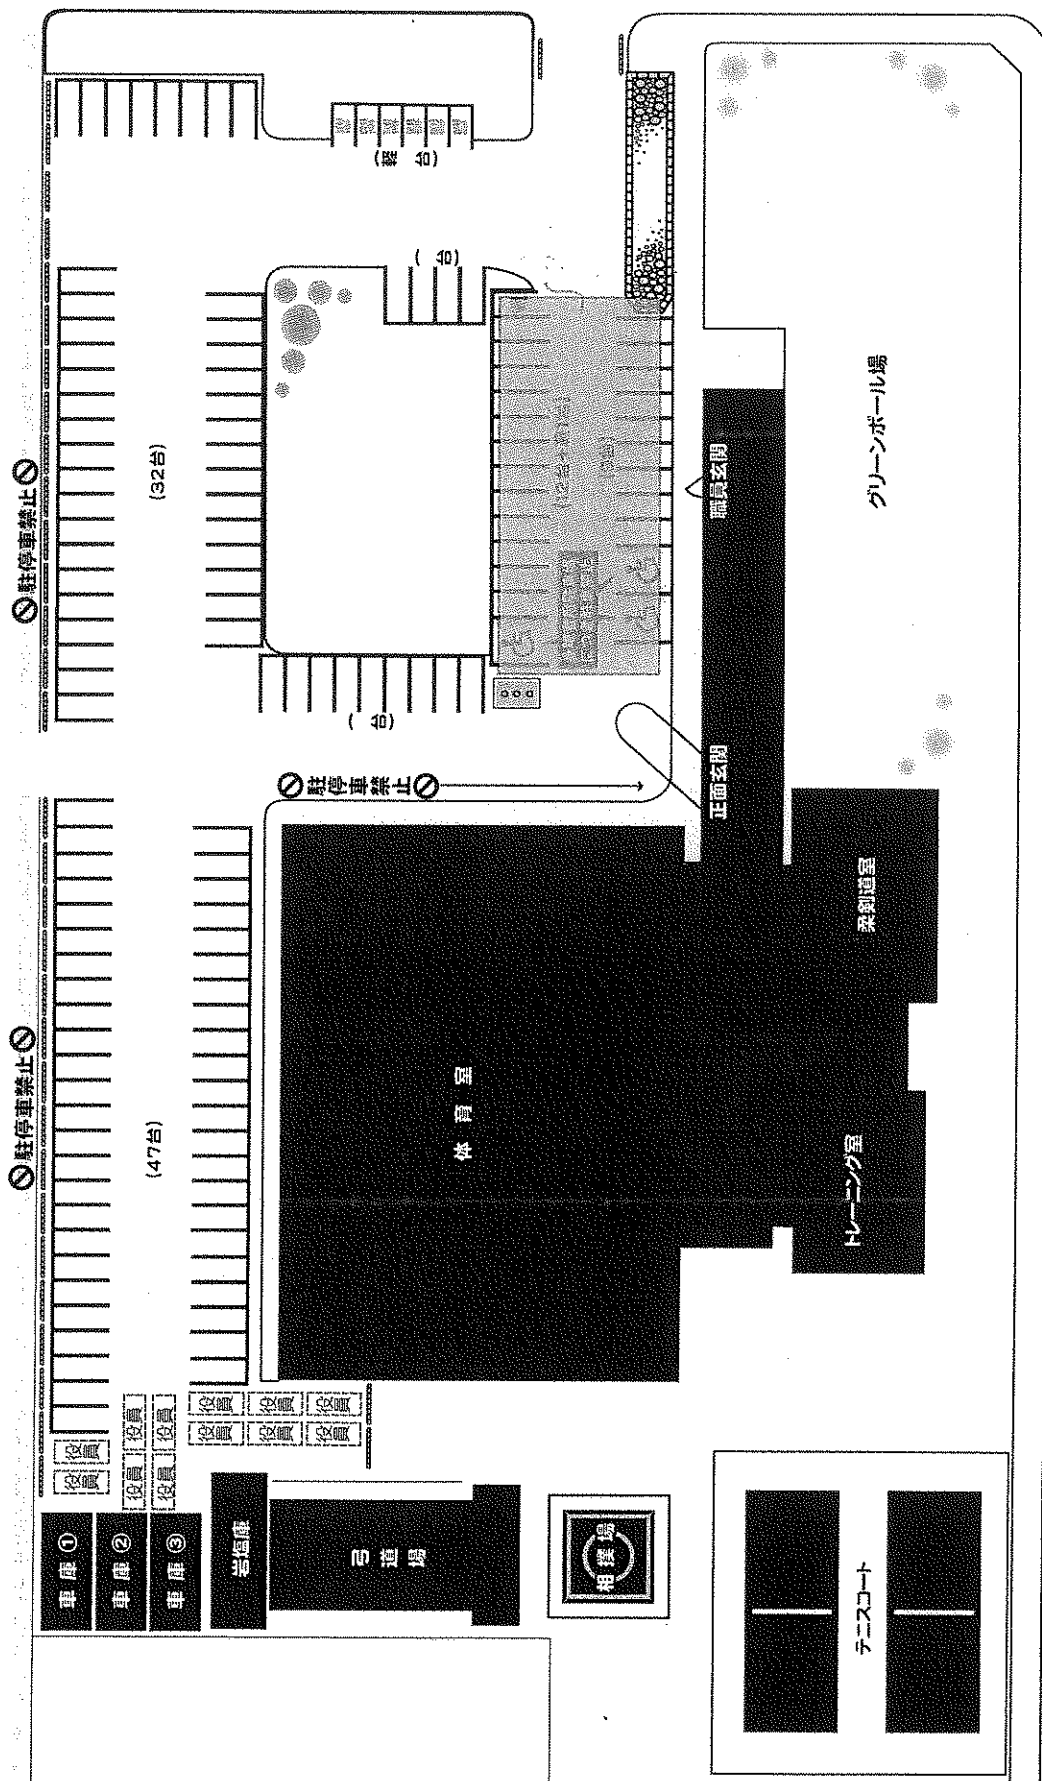 駐停車禁止
駐停車禁止
(47台)
(32台)
駐停車禁止
(　台)
(　台)
(軽　台)
役員
役員
役員
役員
役員
役員
役員
役員
役員
役員
役員
役員
車庫①
車庫②
車庫③
岩塩庫
弓道場
相撲場
体育室
正面玄関
職員玄関
柔剣道室
トレーニング室
グリーンボール場
テニスコート